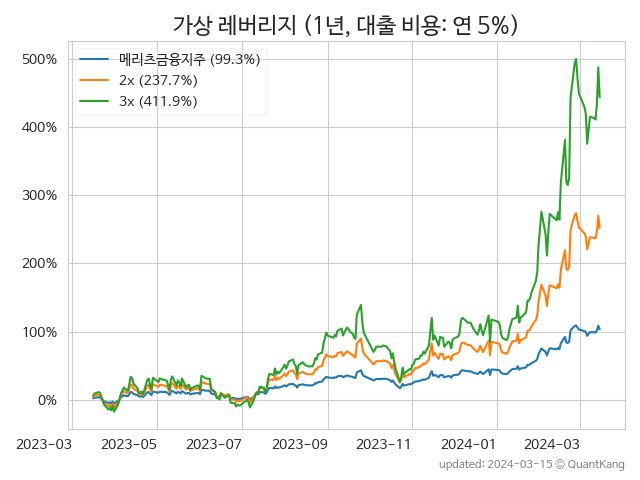 가상 레버리지 (1년, 대출 비용: 연 5%)
메리츠금융지주 (99.3%)
2x (237.7%)
3x (411.9%)
500%
400%
300%
200%
100%
0%
2023-03 2023-05 2023-07 2023-09 2023-11 2024-01 2024-03
updated: 2024-03-15 © QuantKang